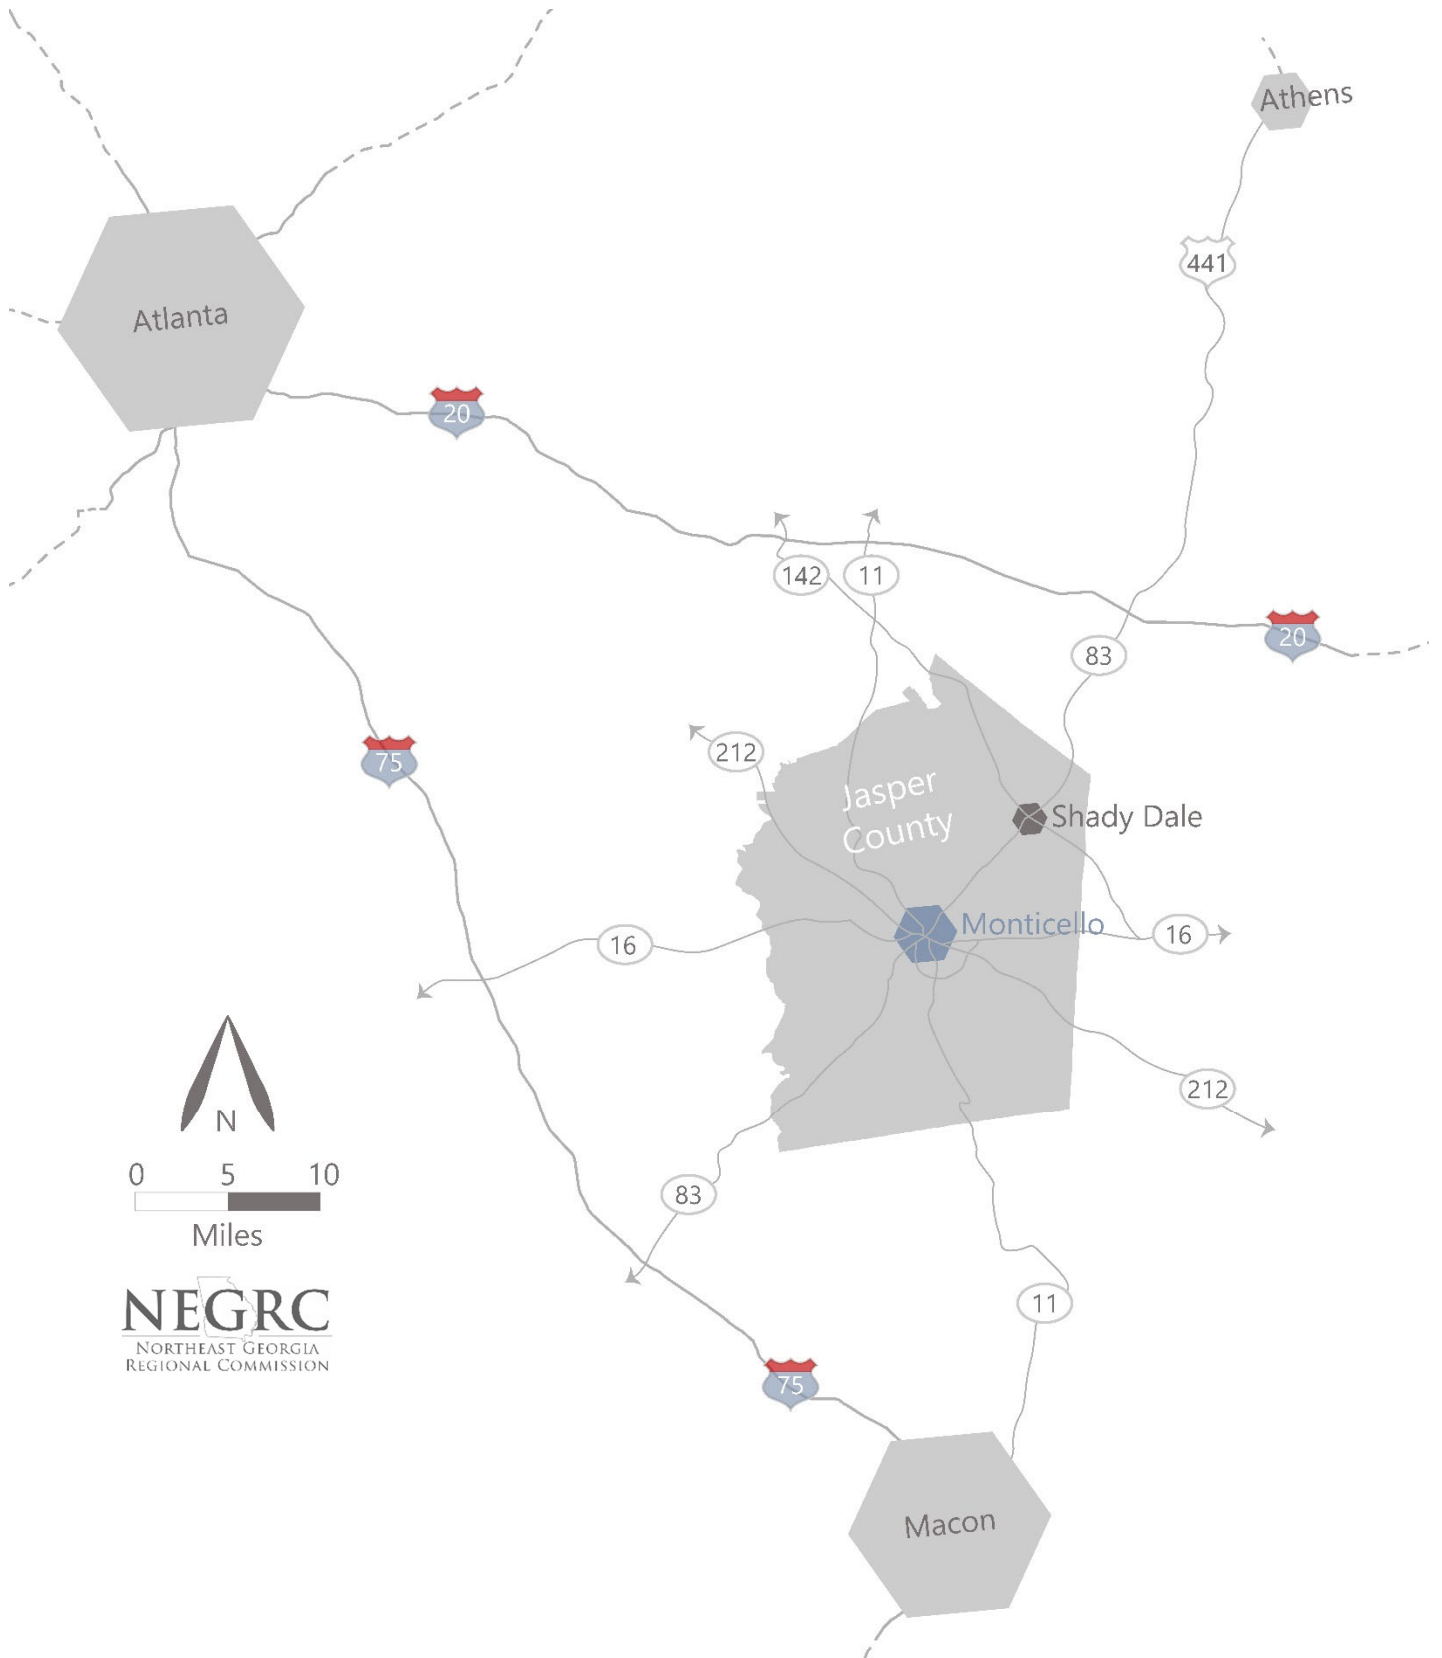 Athens
441
Atlanta
20
142
11
20
83
212
75
Jasper
County
Shady Dale
Monticello
16
16
N
212
0 5 10
Miles
83
NEGRC
NORTHEAST GEORGIA
REGIONAL COMMISSION
11
75
Macon